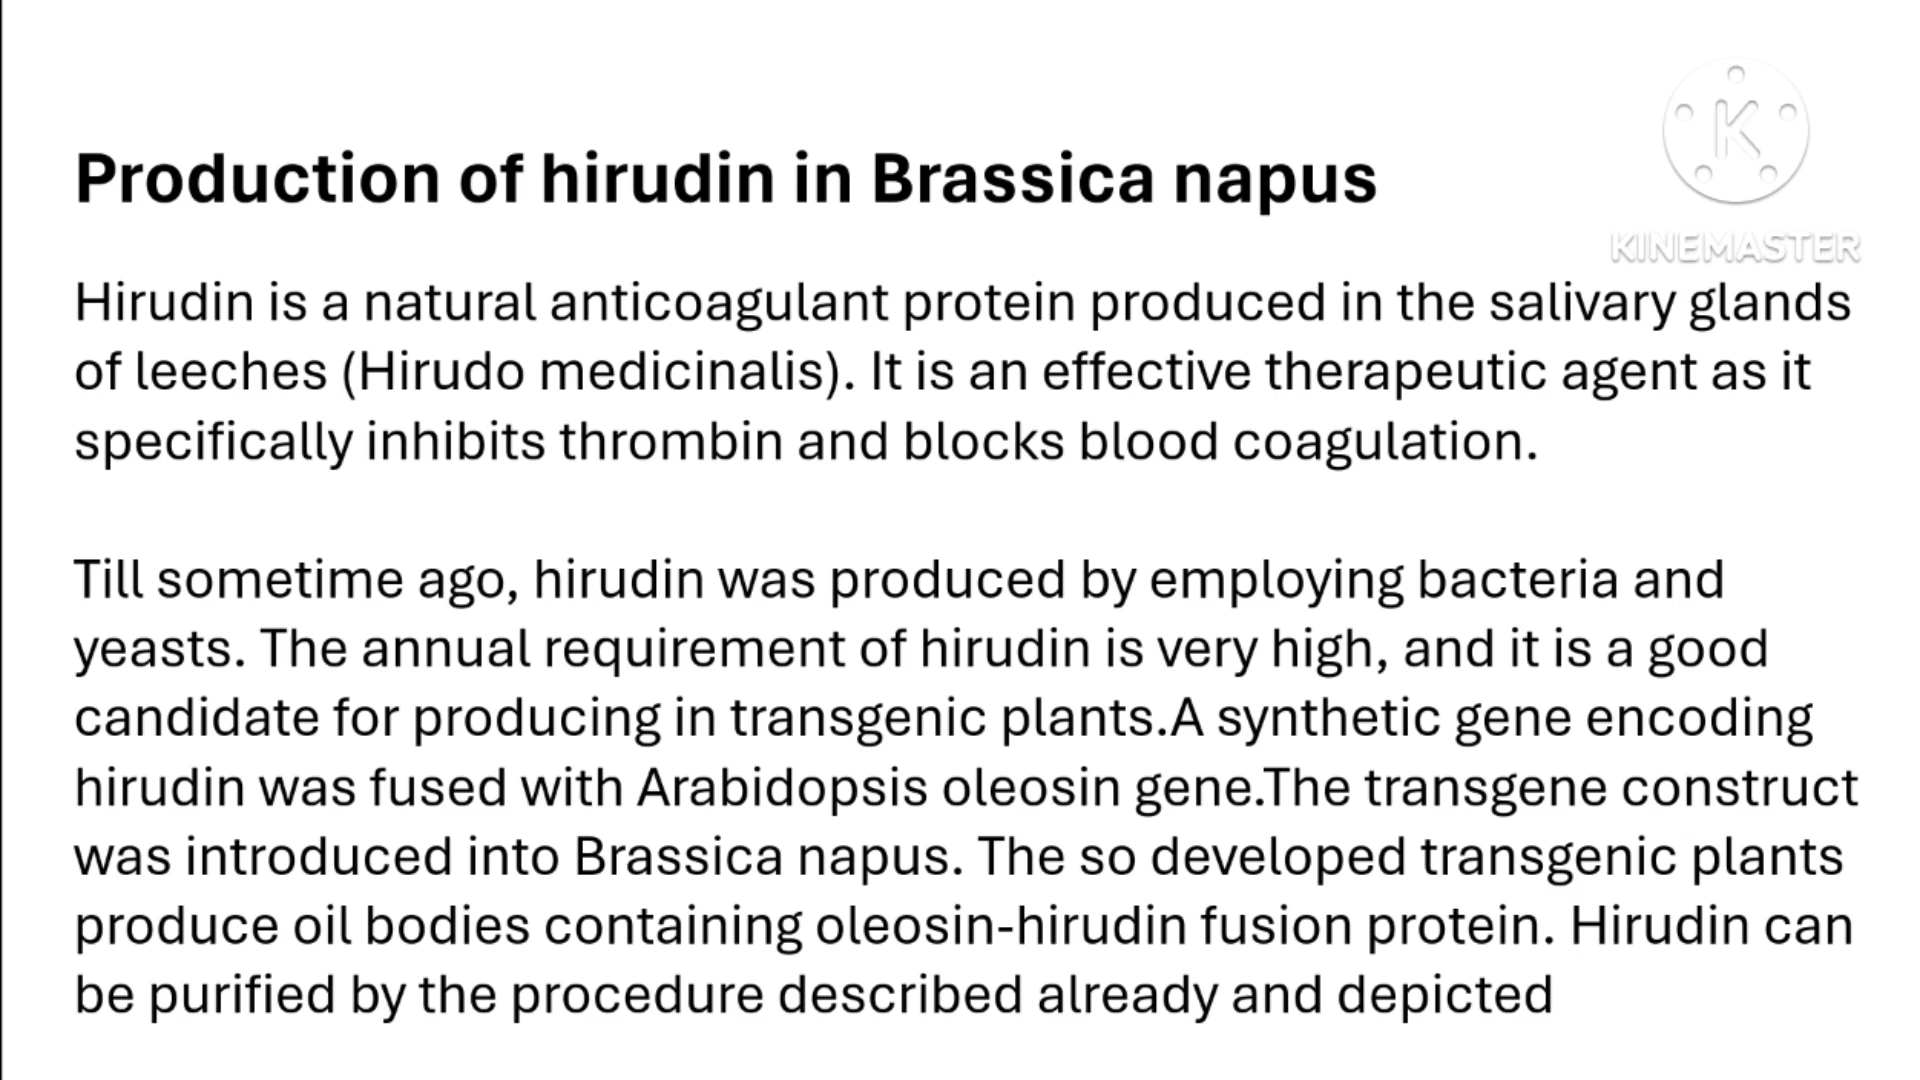 K
KINEMASTER
Production of hirudin in Brassica napus
Hirudin is a natural anticoagulant protein produced in the salivary glands
of leeches (Hirudo medicinalis). It is an effective therapeutic agent as it
specifically inhibits thrombin and blocks blood coagulation.
Till sometime ago, hirudin was produced by employing bacteria and
yeasts. The annual requirement of hirudin is very high, and it is a good
candidate for producing in transgenic plants.A synthetic gene encoding
hirudin was fused with Arabidopsis oleosin gene.The transgene construct
was introduced into Brassica napus. The so developed transgenic plants
produce oil bodies containing oleosin-hirudin fusion protein. Hirudin can
be purified by the procedure described already and depicted